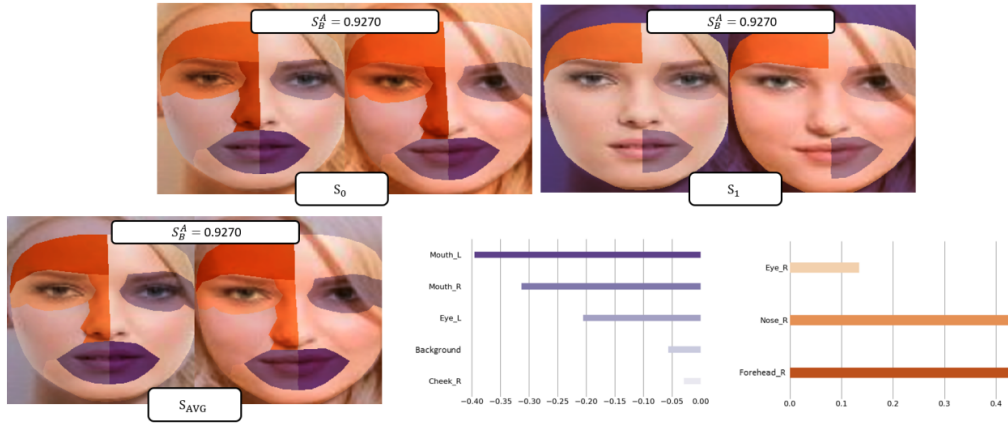 S_B^A = 0.9270
S_0
S_B^A = 0.9270
S_1
S_B^A = 0.9270
S_AVG
Mouth_L
Mouth_R
Eye_L
Background
Cheek_R
−0.40 −0.35 −0.30 −0.25 −0.20 −0.15 −0.10 −0.05 0.00
Eye_R
Nose_R
Forehead_R
0.0 0.1 0.2 0.3 0.4